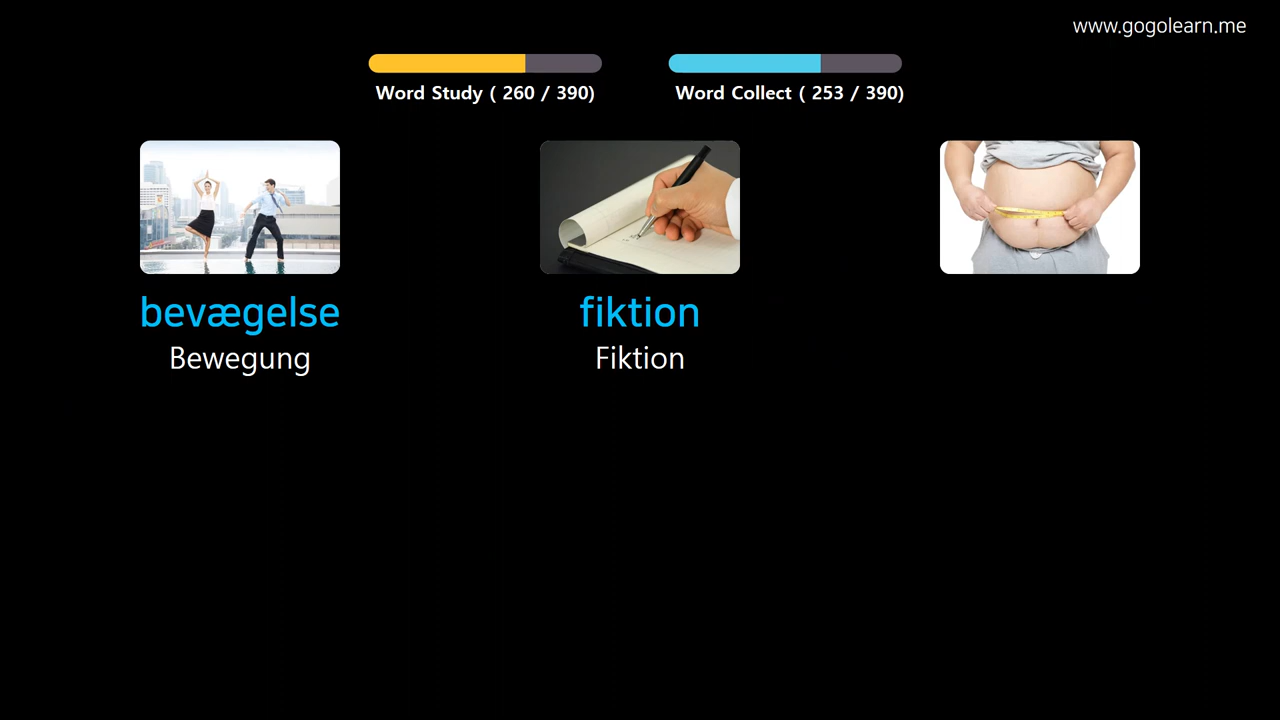 www.gogolearn.me
Word Study ( 260 / 390)
Word Collect ( 253 / 390)
bevægelse
Bewegung
fiktion
Fiktion